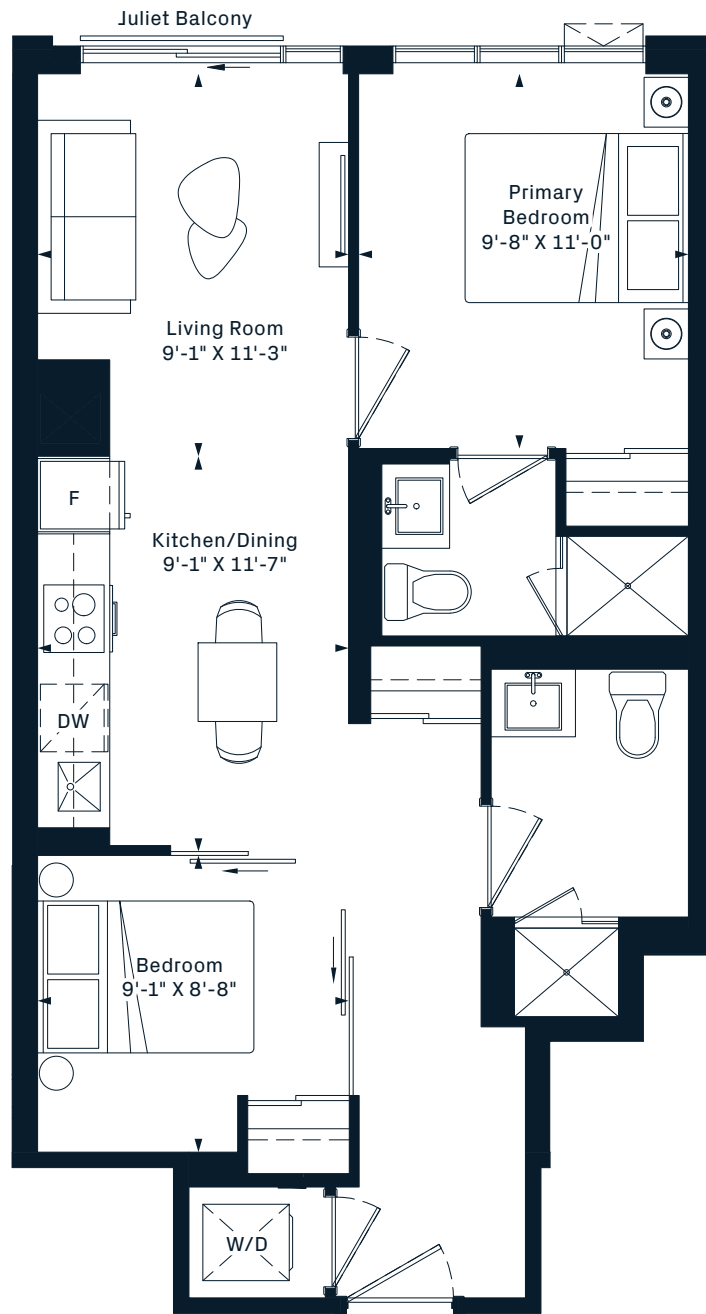 Juliet Balcony
Primary
Bedroom
9'-8" X 11'-0"
Living Room
9'-1" X 11'-3"
F
Kitchen/Dining
9'-1" X 11'-7"
DW
Bedroom
9'-1" X 8'-8"
W/D